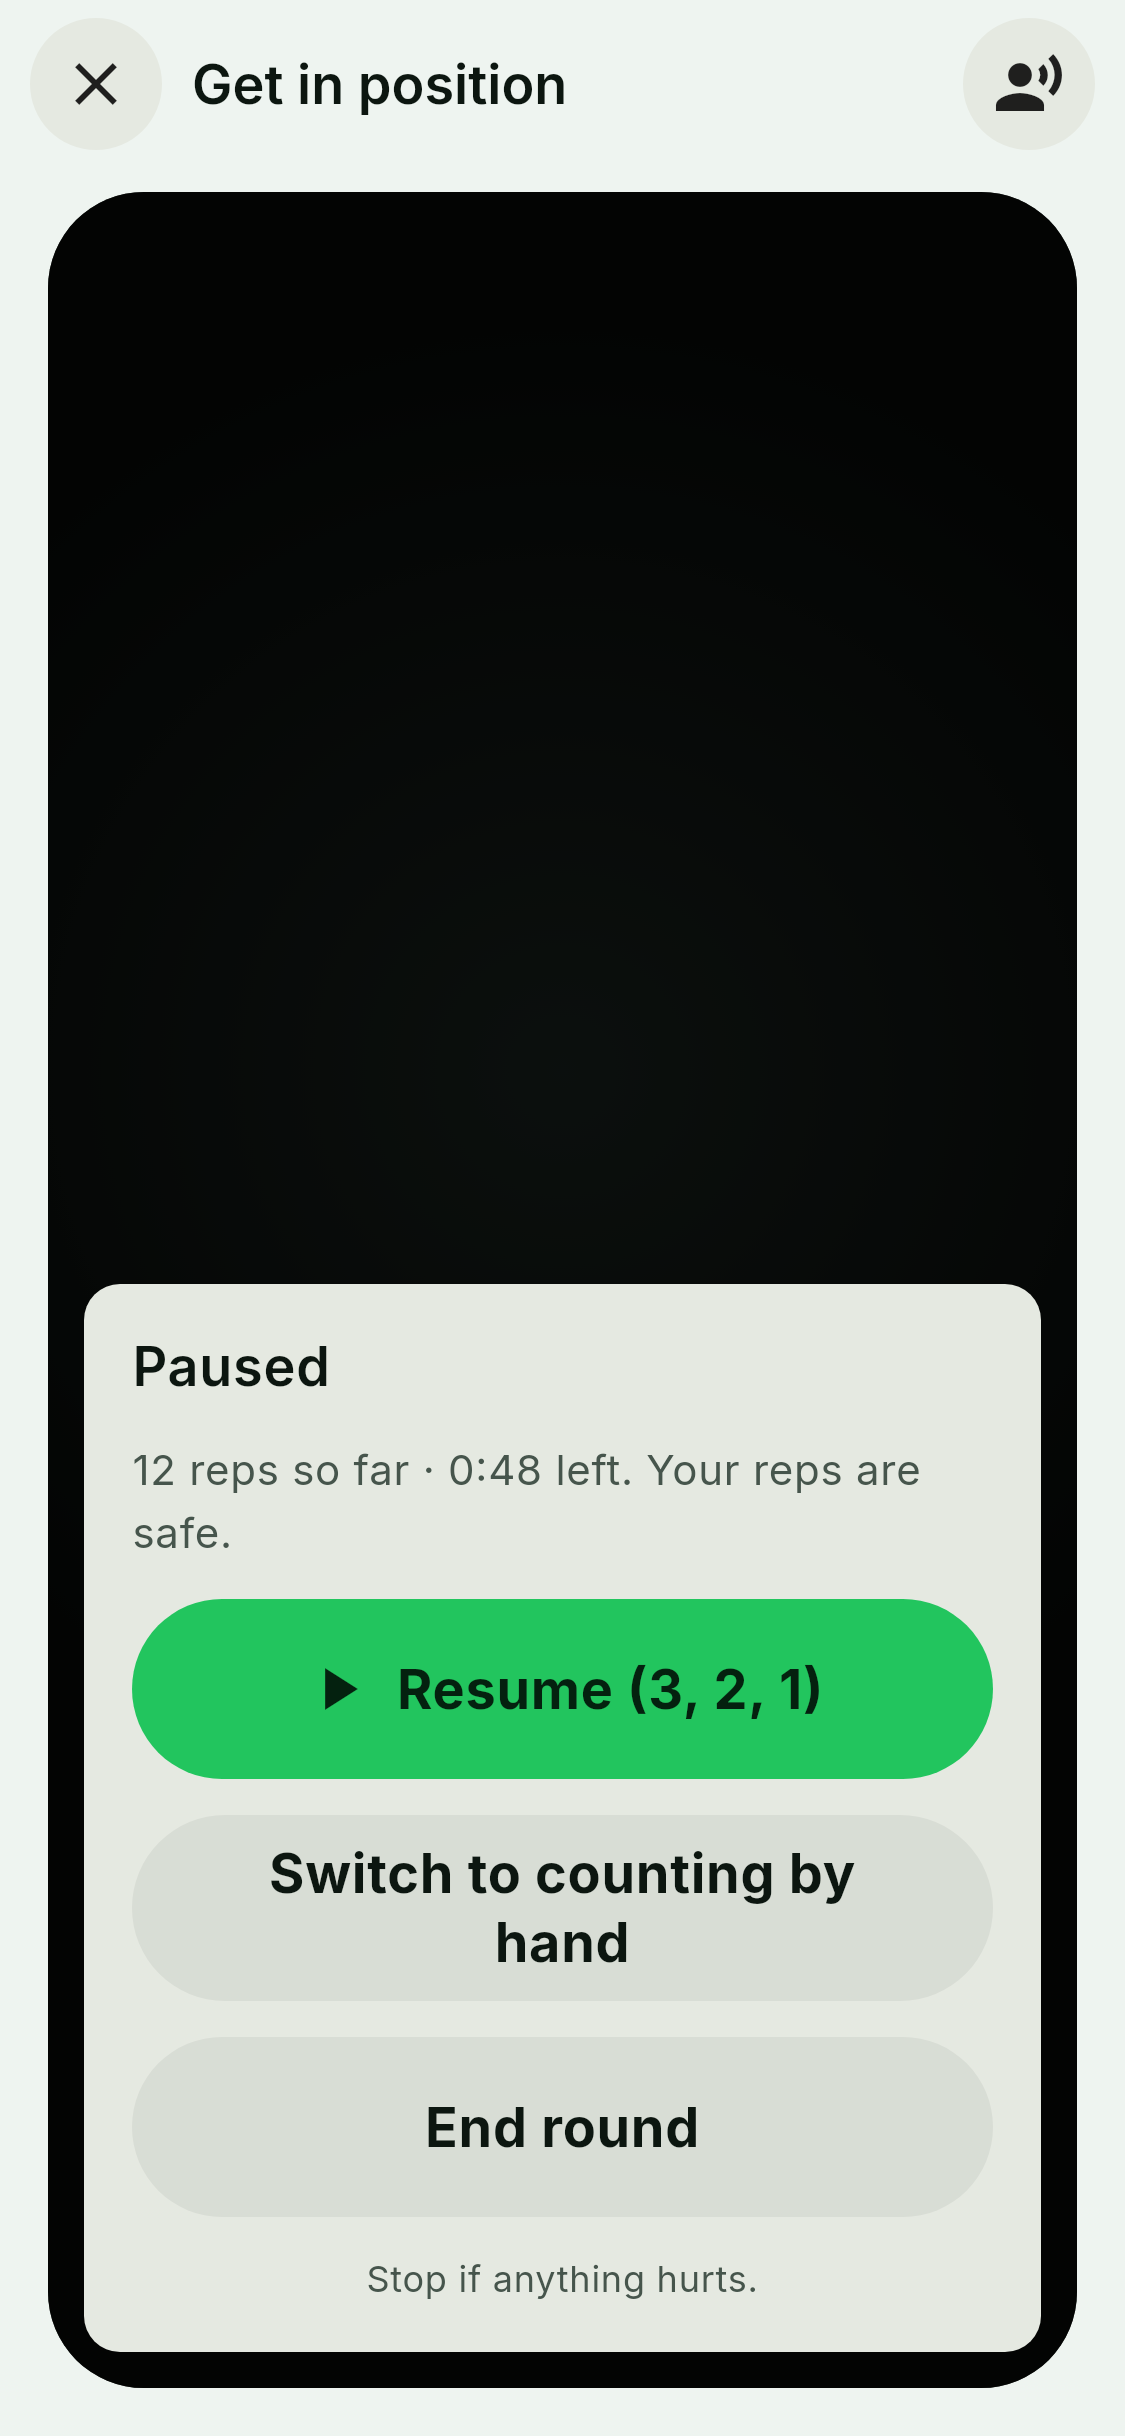 Get in position
Paused
12 reps so far · 0:48 left. Your reps are
safe.
Resume (3, 2, 1)
Switch to counting by
hand
End round
Stop if anything hurts.